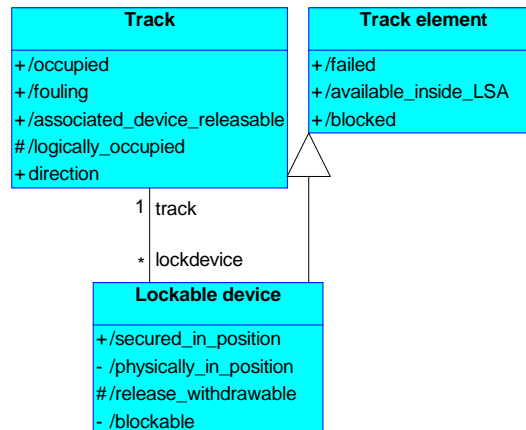 Track
+/occupied
+/fouling
+/associated_device_releasable
#/logically_occupied
+direction
Track element
+/failed
+/available_inside_LSA
+/blocked
1 track
* lockdevice
Lockable device
+/secured_in_position
-/physically_in_position
#/release_withdrawable
-/blockable